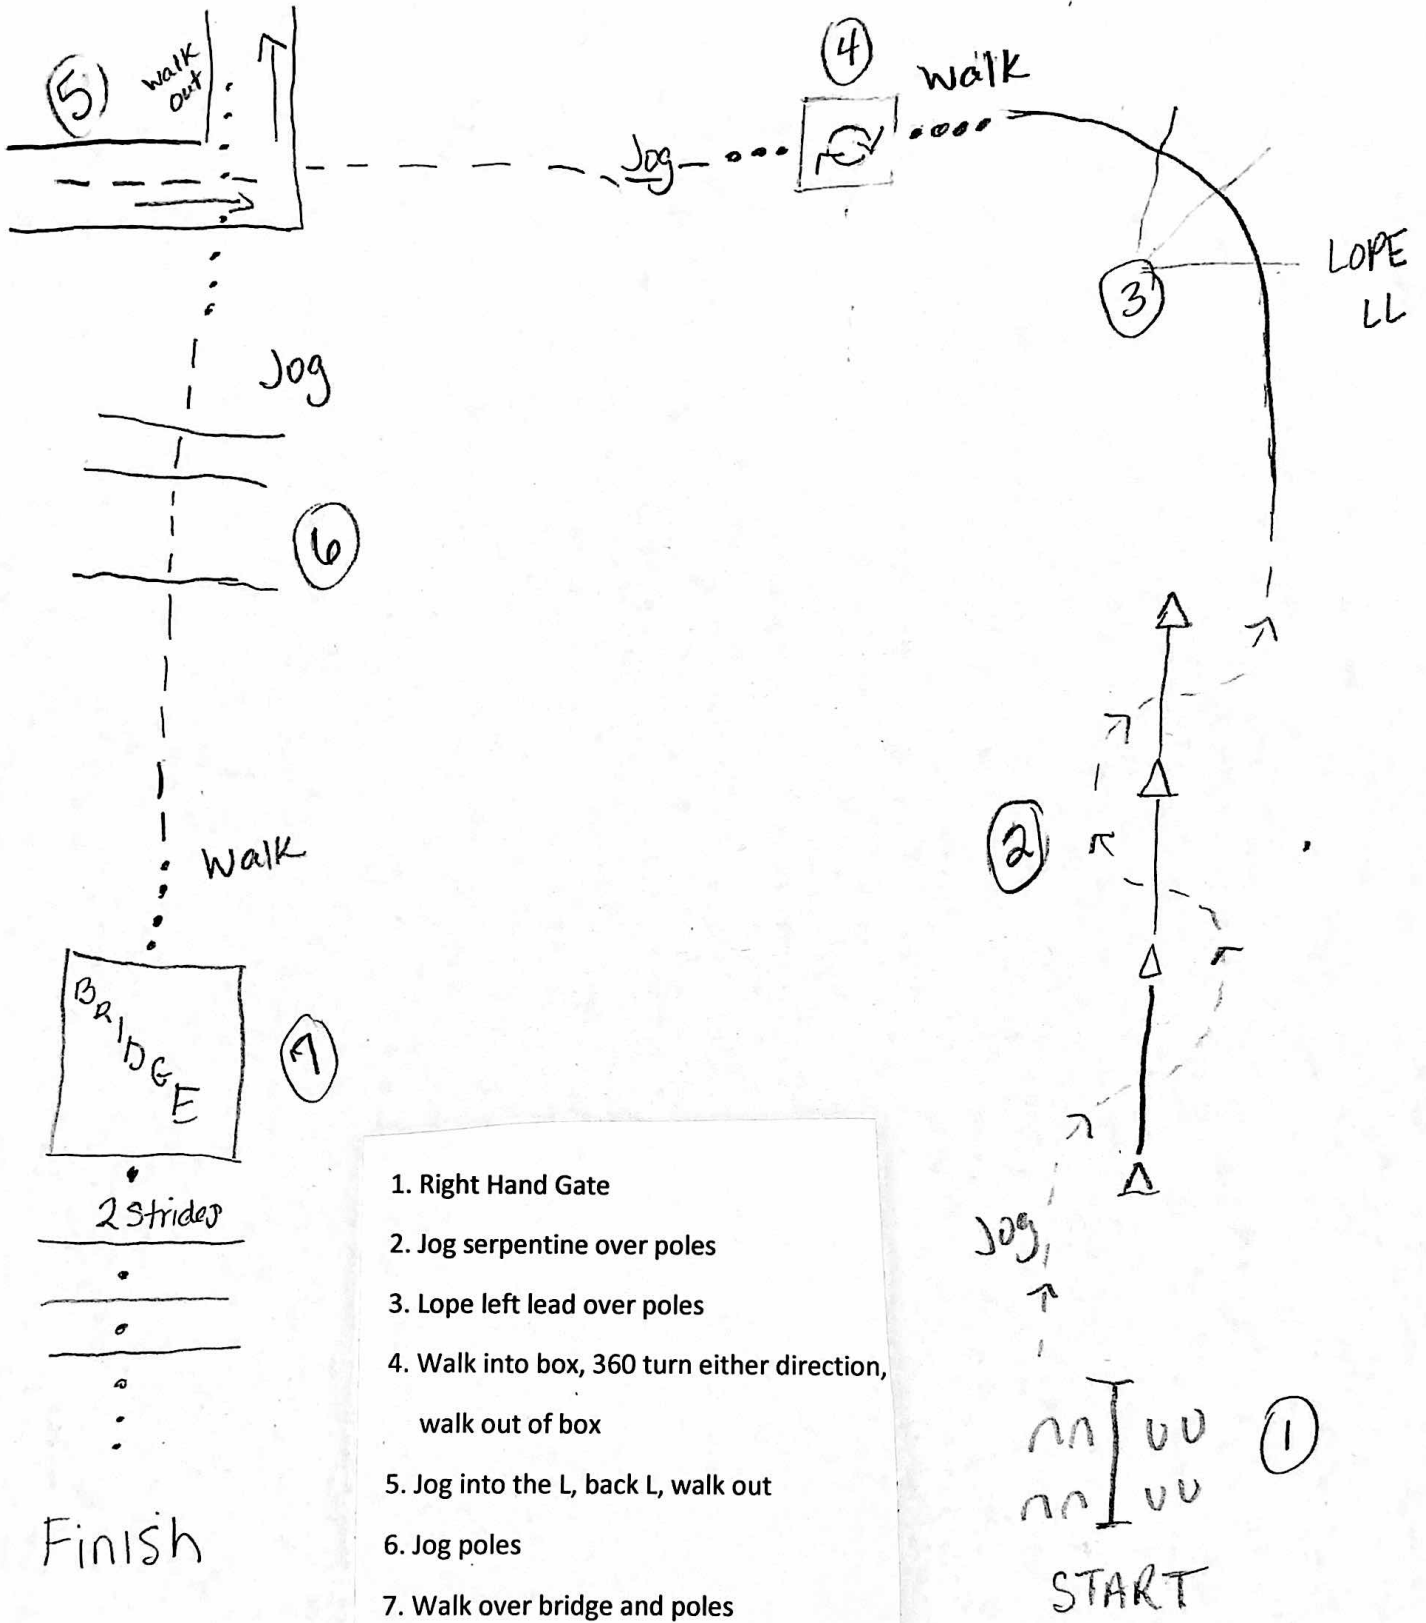 5
walk
out
4
walk
Jog
3
LOPE
LL
Jog
6
2
walk
BRIDGE
7
2 Strides
Jog
1
Finish
START
1. Right Hand Gate
2. Jog serpentine over poles
3. Lope left lead over poles
4. Walk into box, 360 turn either direction,
walk out of box
5. Jog into the L, back L, walk out
6. Jog poles
7. Walk over bridge and poles